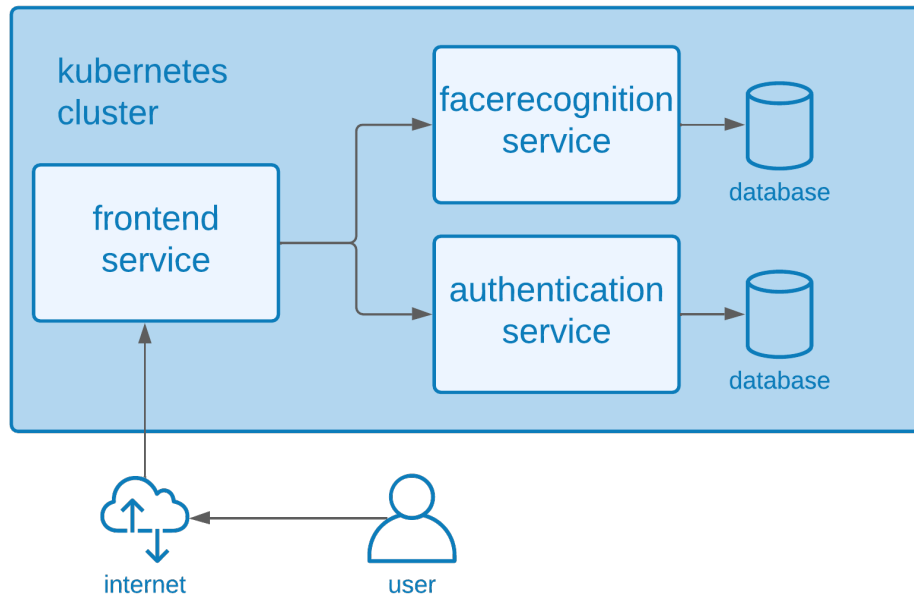 kubernetes
cluster
facerecognition
service
database
frontend
service
authentication
service
database
internet
user